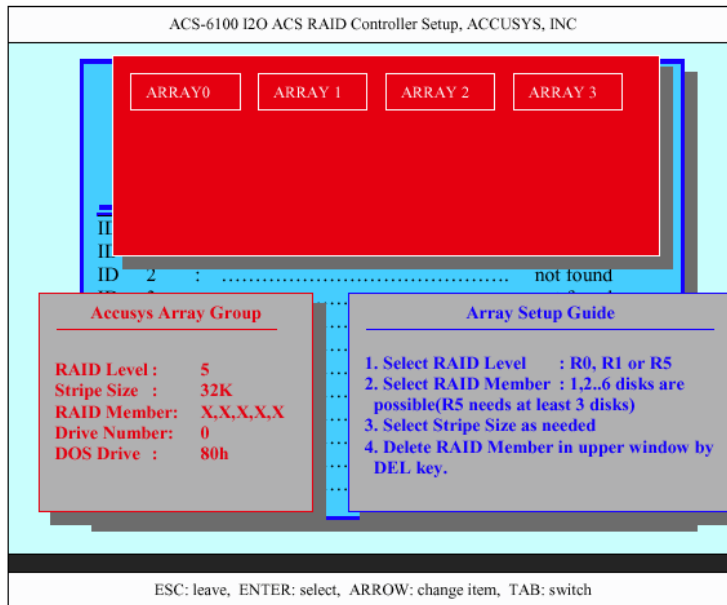 ACS-6100 I2O ACS RAID Controller Setup, ACCUSYS, INC
ARRAY0 ARRAY 1 ARRAY 2 ARRAY 3
ID
ID
ID 2 : ........................................ not found
Accusys Array Group
RAID Level : 5
Stripe Size : 32K
RAID Member: X,X,X,X,X
Drive Number: 0
DOS Drive : 80h
Array Setup Guide
1. Select RAID Level : R0, R1 or R5
2. Select RAID Member : 1,2..6 disks are
possible(R5 needs at least 3 disks)
3. Select Stripe Size as needed
4. Delete RAID Member in upper window by
DEL key.
ESC: leave, ENTER: select, ARROW: change item, TAB: switch